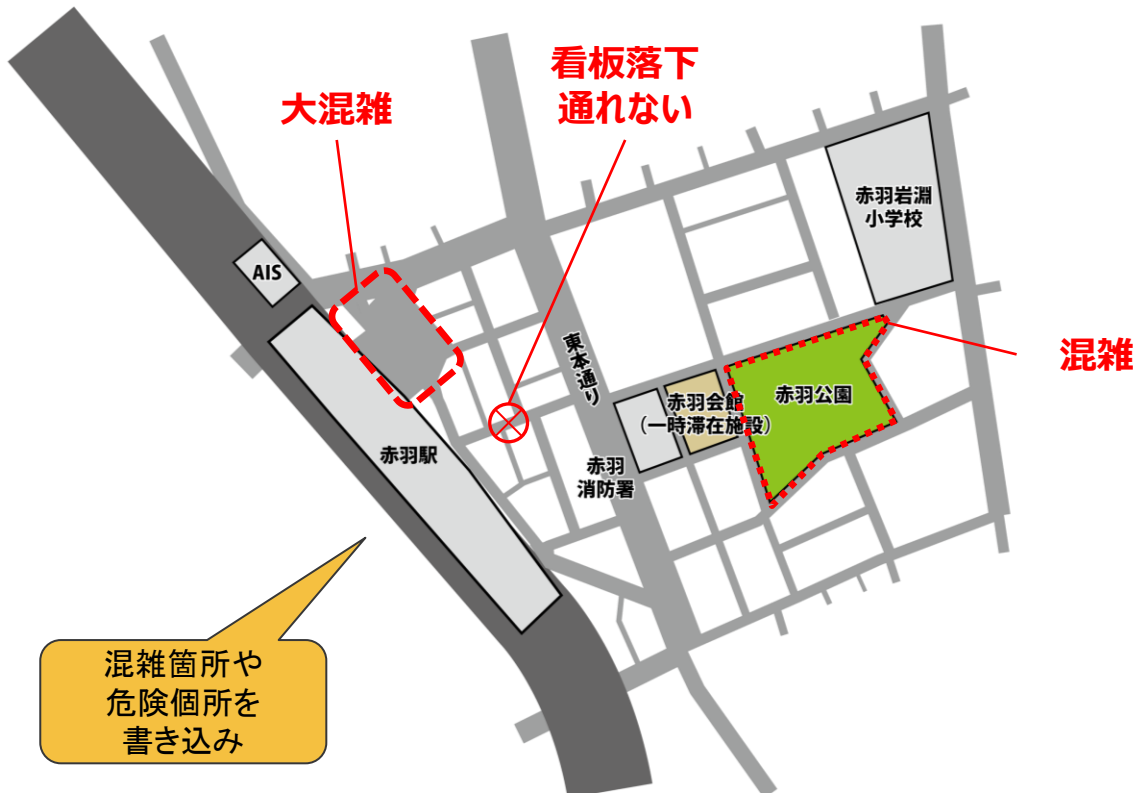 看板落下
通れない
大混雑
赤羽岩淵
小学校
AIS
東本通り
混雑
赤羽会館
(一時滞在施設)
赤羽公園
赤羽駅
赤羽
消防署
混雑箇所や
危険個所を
書き込み